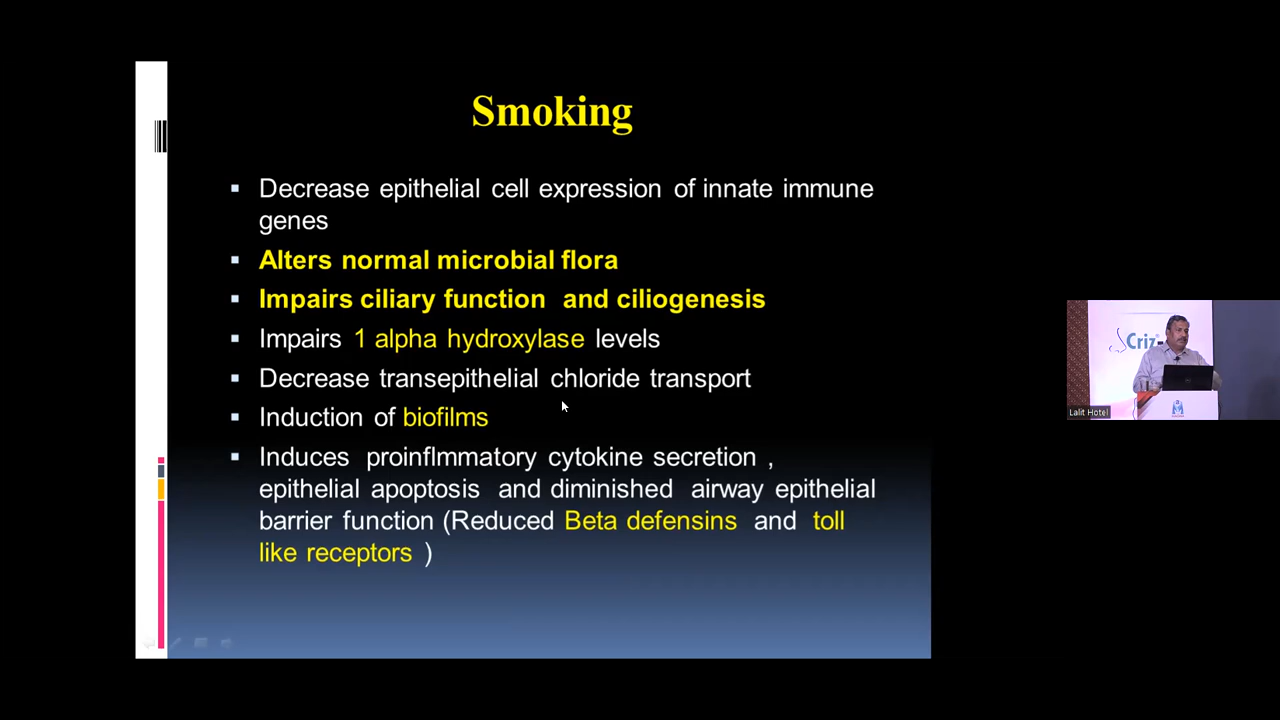 Smoking
Decrease epithelial cell expression of innate immune
genes
Alters normal microbial flora
Impairs ciliary function and ciliogenesis
Impairs 1 alpha hydroxylase levels
Decrease transepithelial chloride transport
Induction of biofilms
Induces proinflmmatory cytokine secretion ,
epithelial apoptosis and diminished airway epithelial
barrier function (Reduced Beta defensins and toll
like receptors )
Criz
Lalit Hotel